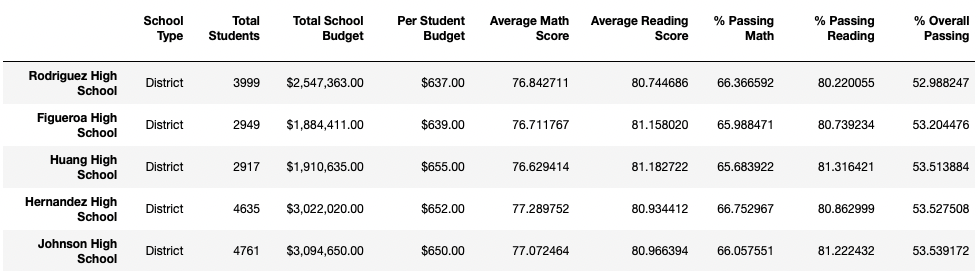 School Type Total Students Total School Budget Per Student Budget Average Math Score Average Reading Score % Passing Math % Passing Reading % Overall Passing
Rodriguez High School District 3999 $2,547,363.00 $637.00 76.842711 80.744686 66.366592 80.220055 52.988247
Figueroa High School District 2949 $1,884,411.00 $639.00 76.711767 81.158020 65.988471 80.739234 53.204476
Huang High School District 2917 $1,910,635.00 $655.00 76.629414 81.182722 65.683922 81.316421 53.513884
Hernandez High School District 4635 $3,022,020.00 $652.00 77.289752 80.934412 66.752967 80.862999 53.527508
Johnson High School District 4761 $3,094,650.00 $650.00 77.072464 80.966394 66.057551 81.222432 53.539172